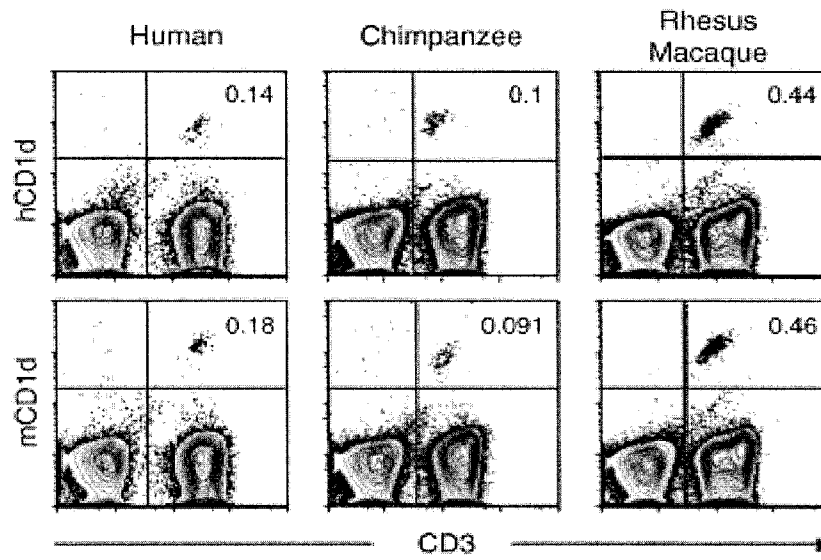 Human
Chimpanzee
Rhesus
Macaque
hCD1d
0.14
0.1
0.44
mCD1d
0.18
0.091
0.46
CD3